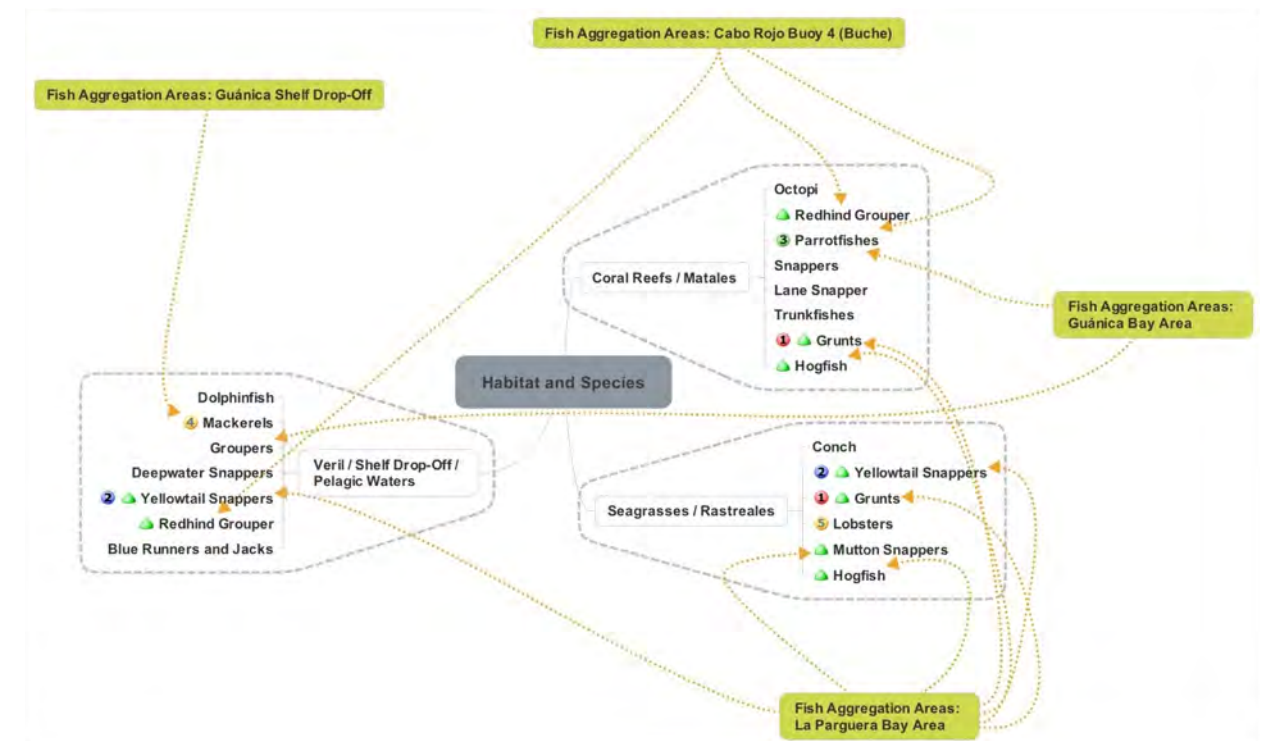 Fish Aggregation Areas: Cabo Rojo Buoy 4 (Buche)
Fish Aggregation Areas: Guánica Shelf Drop-Off
Octopi
Redhind Grouper
3 Parrotfishes
Snappers
Lane Snapper
Trunkfishes
1 Grunts
Hogfish
Coral Reefs / Matales
Fish Aggregation Areas:
Guánica Bay Area
Habitat and Species
Dolphinfish
4 Mackerels
Groupers
Deepwater Snappers
2 Yellowtail Snappers
Redhind Grouper
Blue Runners and Jacks
Veril / Shelf Drop-Off /
Pelagic Waters
Seagrasses / Rastreales
Conch
2 Yellowtail Snappers
1 Grunts
5 Lobsters
Mutton Snappers
Hogfish
Fish Aggregation Areas:
La Parguera Bay Area